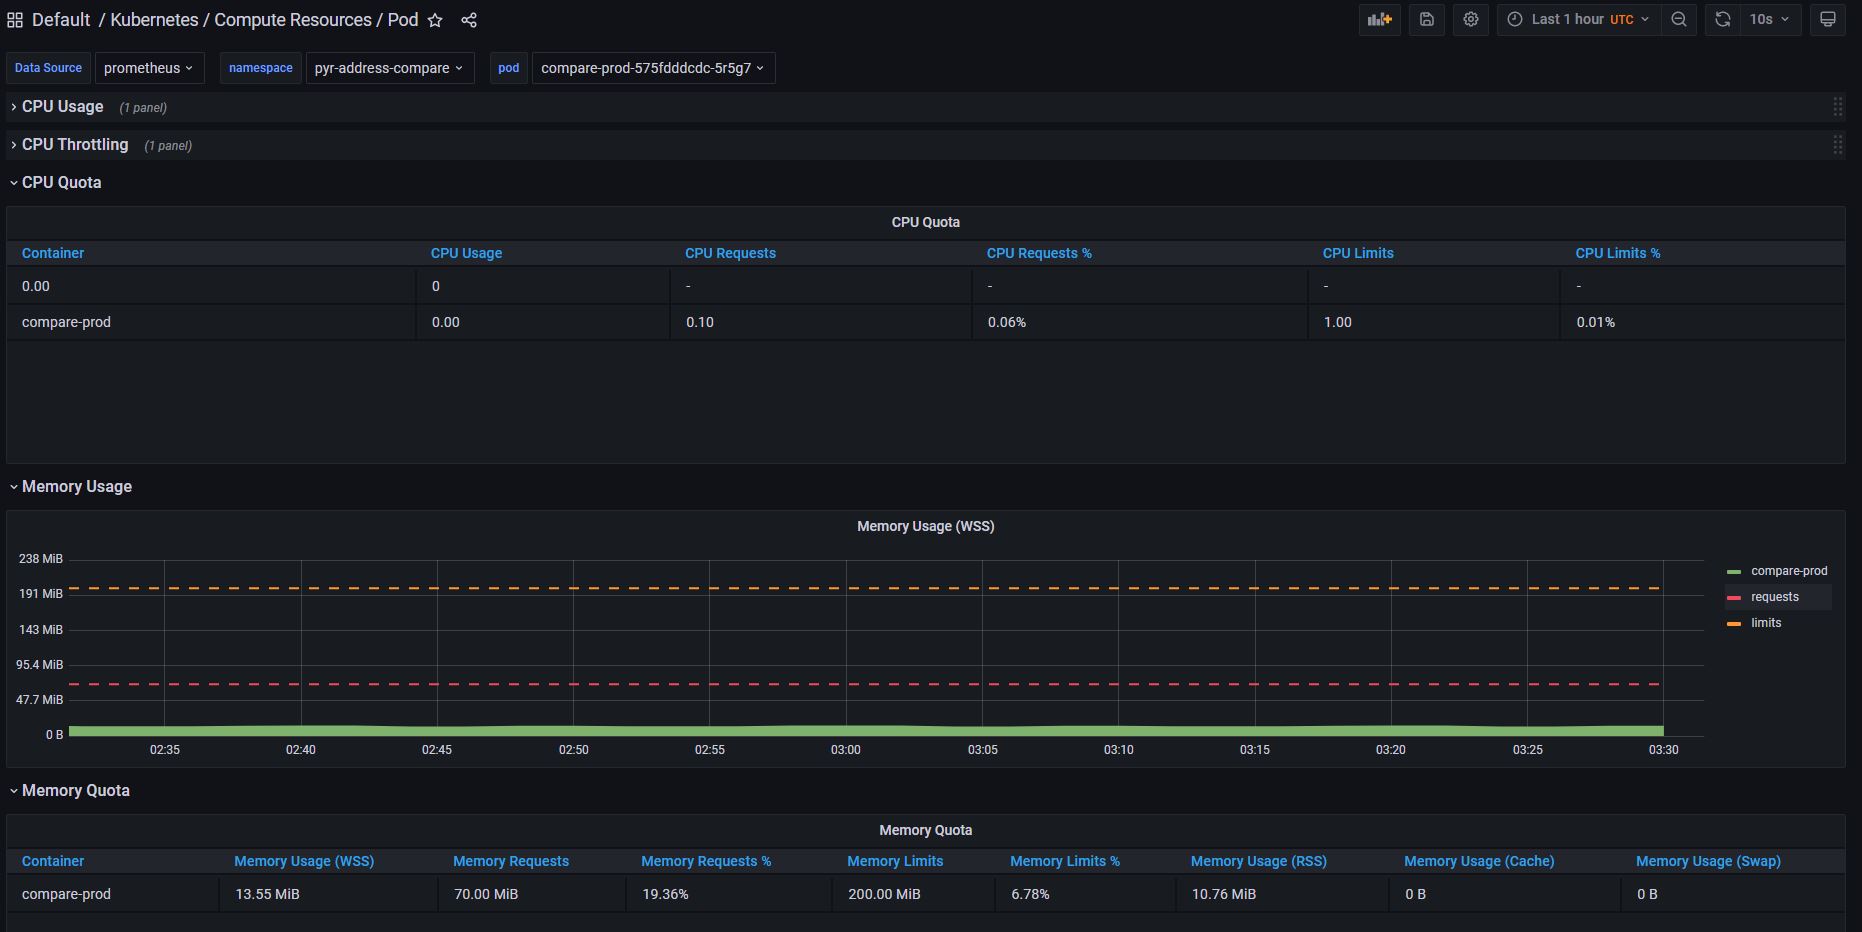 Default / Kubernetes / Compute Resources / Pod
Last 1 hour UTC
10s
Data Source prometheus namespace pyr-address-compare pod compare-prod-575fdddcdc-5r5g7
CPU Usage (1 panel)
CPU Throttling (1 panel)
CPU Quota
CPU Quota
Container CPU Usage CPU Requests CPU Requests % CPU Limits CPU Limits %
0.00 0 - - - -
compare-prod 0.00 0.10 0.06% 1.00 0.01%
Memory Usage
Memory Usage (WSS)
238 MiB
191 MiB
143 MiB
95.4 MiB
47.7 MiB
0 B
02:35 02:40 02:45 02:50 02:55 03:00 03:05 03:10 03:15 03:20 03:25 03:30
compare-prod
requests
limits
Memory Quota
Memory Quota
Container Memory Usage (WSS) Memory Requests Memory Requests % Memory Limits Memory Limits % Memory Usage (RSS) Memory Usage (Cache) Memory Usage (Swap)
compare-prod 13.55 MiB 70.00 MiB 19.36% 200.00 MiB 6.78% 10.76 MiB 0 B 0 B